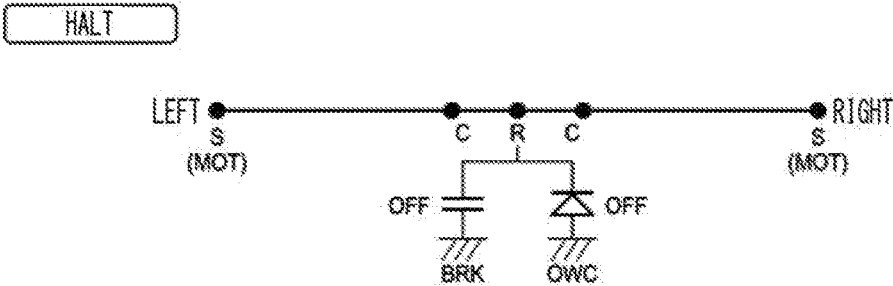 HALT
LEFT RIGHT
C R C
S S
(MOT) (MOT)
OFF OFF
BRK OWC